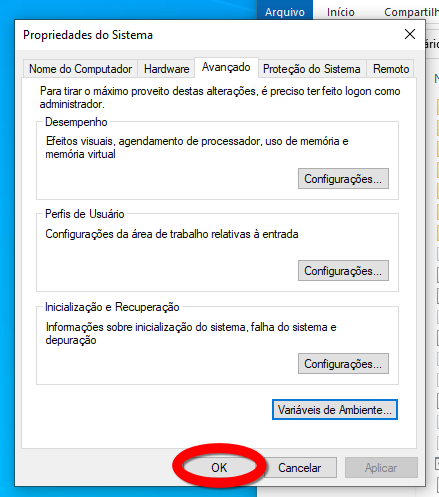 Arquivo Início Compartilh
Propriedades do Sistema
Nome do Computador Hardware Avançado Proteção do Sistema Remoto
Para tirar o máximo proveito destas alterações, é preciso ter feito logon como
administrador.
Desempenho
Efeitos visuais, agendamento de processador, uso de memória e
memória virtual
Configurações...
Perfis de Usuário
Configurações da área de trabalho relativas à entrada
Configurações...
Inicialização e Recuperação
Informações sobre inicialização do sistema, falha do sistema e
depuração
Configurações...
Variáveis de Ambiente...
OK Cancelar Aplicar